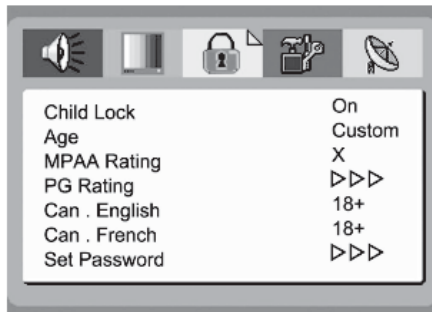 Child Lock On
Age Custom
MPAA Rating X
PG Rating ▷▷▷
Can . English 18+
Can . French 18+
Set Password ▷▷▷